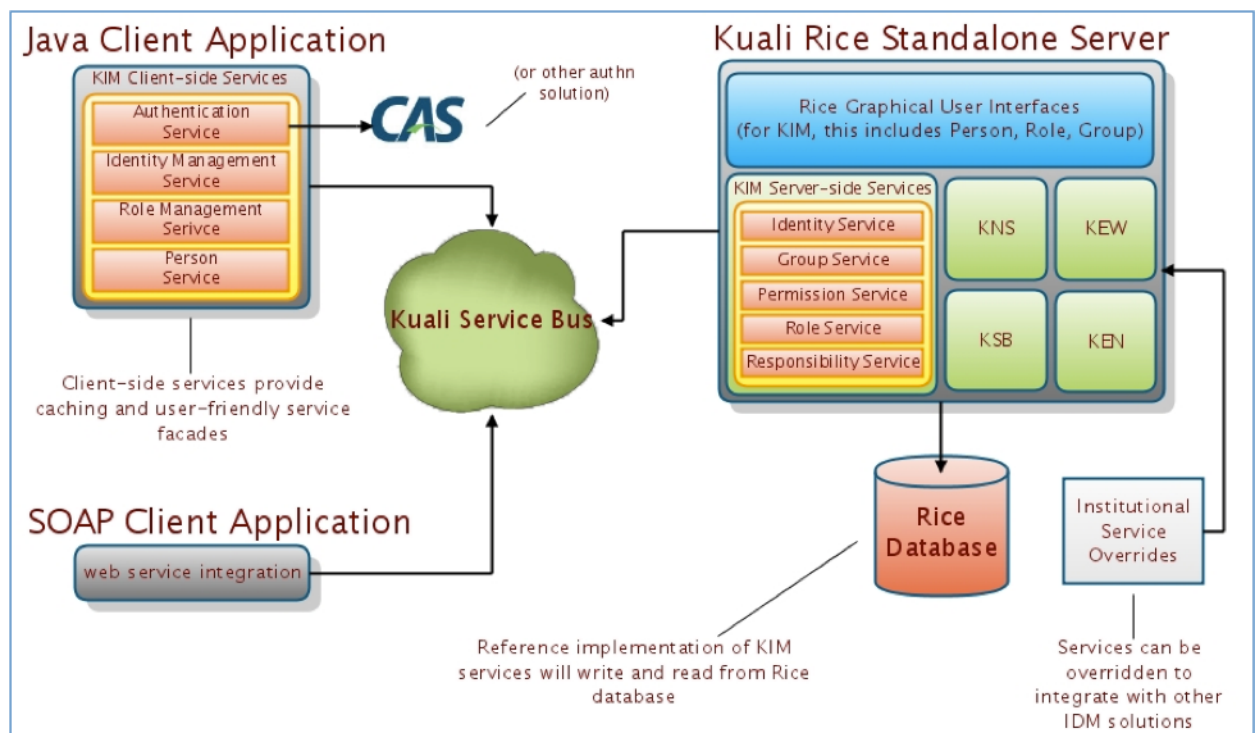 Java Client Application
KIM Client-side Services
Authentication
Service
Identity Management
Service
Role Management
Serivce
Person
Service
CAS
(or other authn
solution)
Client-side services provide
caching and user-friendly service
facades
Kuali Service Bus
SOAP Client Application
web service integration
Kuali Rice Standalone Server
Rice Graphical User Interfaces
(for KIM, this includes Person, Role, Group)
KIM Server-side Services
Identity Service
Group Service
Permission Service
Role Service
Responsibility Service
KNS
KEW
KSB
KEN
Rice
Database
Institutional
Service
Overrides
Reference implementation of KIM
services will write and read from Rice
database
Services can be
overridden to
integrate with other
IDM solutions